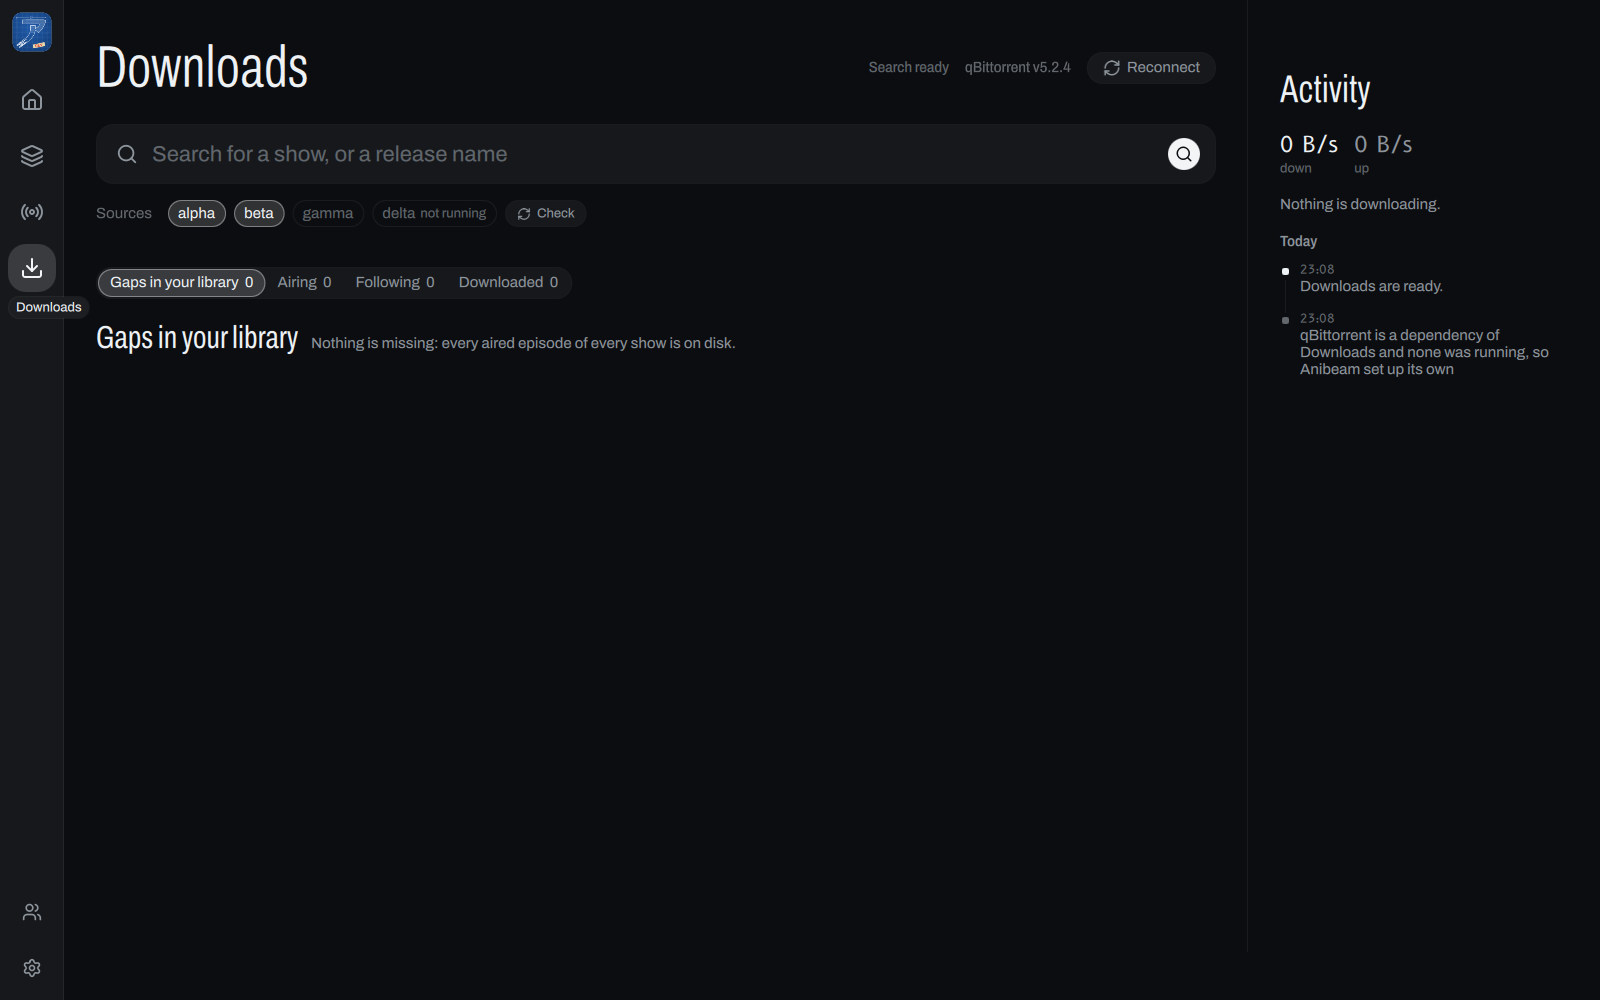 Downloads
Search ready qBittorrent v5.2.4 Reconnect
Search for a show, or a release name
Sources alpha beta gamma delta not running Check
Gaps in your library 0 Airing 0 Following 0 Downloaded 0
Downloads
Gaps in your library Nothing is missing: every aired episode of every show is on disk.
Activity
0 B/s 0 B/s
down up
Nothing is downloading.
Today
23:08
Downloads are ready.
23:08
qBittorrent is a dependency of
Downloads and none was running, so
Anibeam set up its own